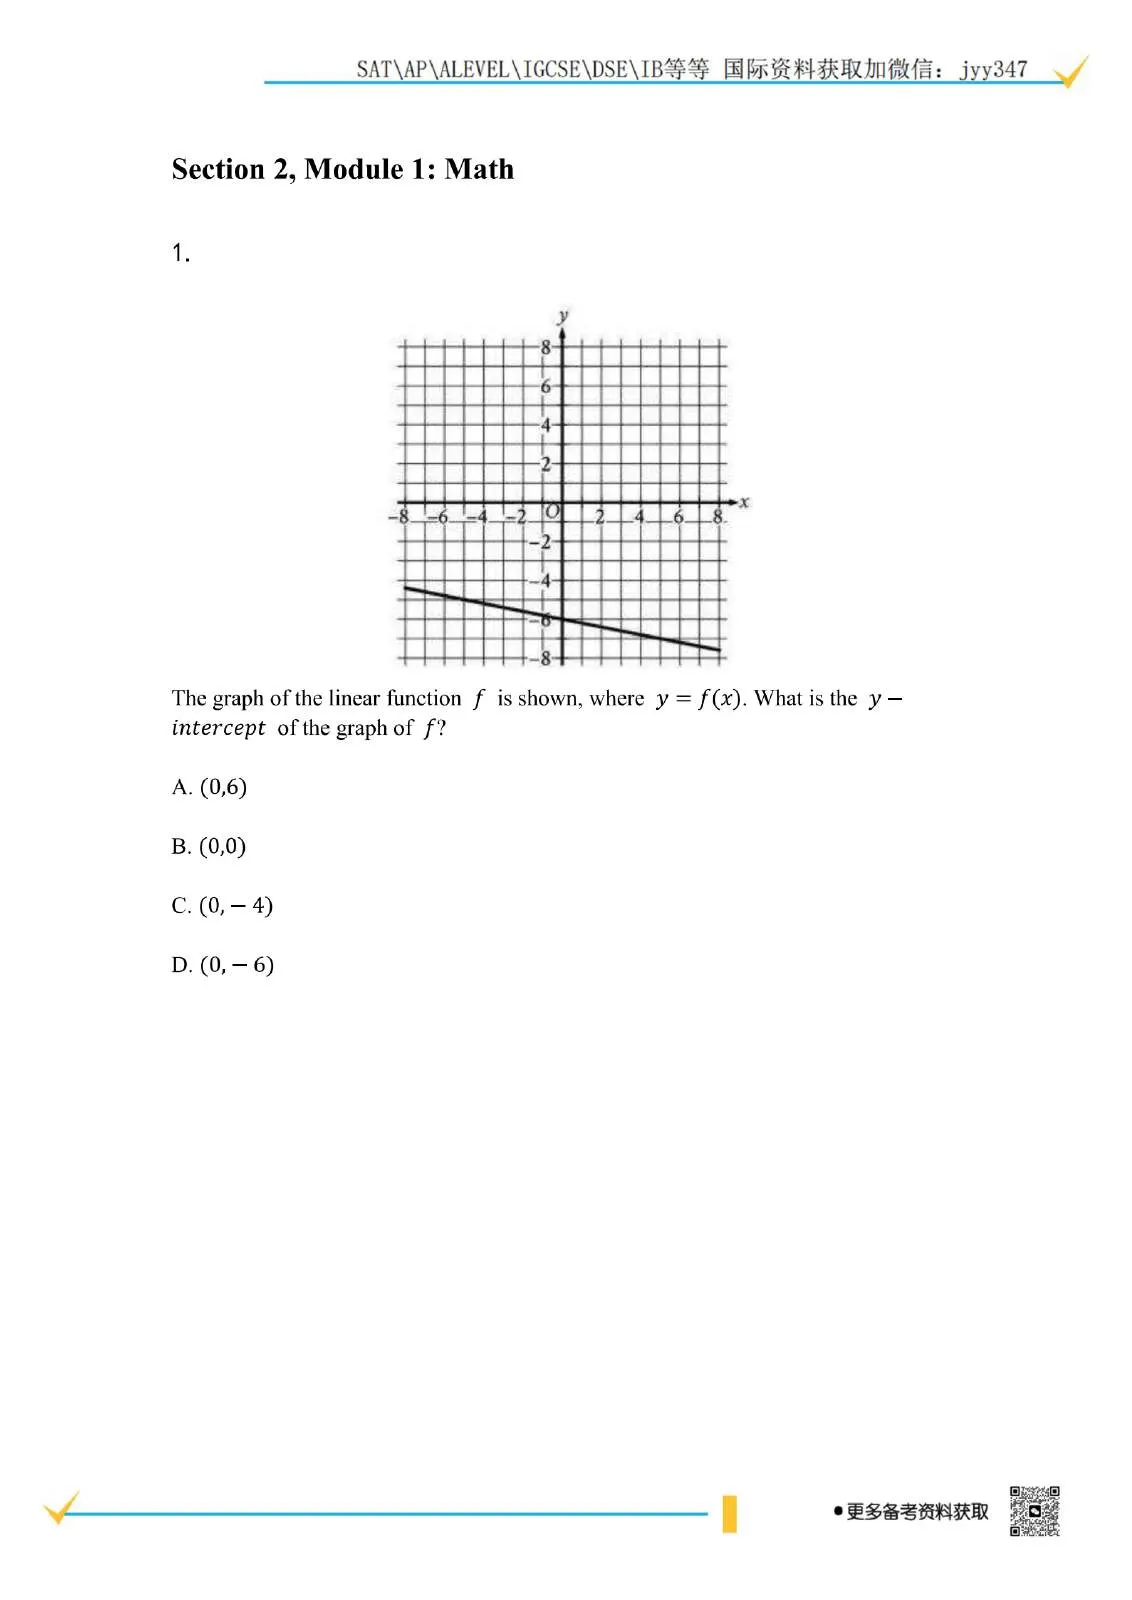 SAT\AP\ALEVEL\IGCSE\DSE\IB等等 国际资料获取加微信：jyy347
Section 2, Module 1: Math
1.
y
8
6
4
2
x
-8 -6 -4 -2 O 2 4 6 8
-2
-4
-6
-8
The graph of the linear function f is shown, where y = f(x). What is the y −
intercept of the graph of f?
A. (0,6)
B. (0,0)
C. (0, − 4)
D. (0, − 6)
•更多备考资料获取